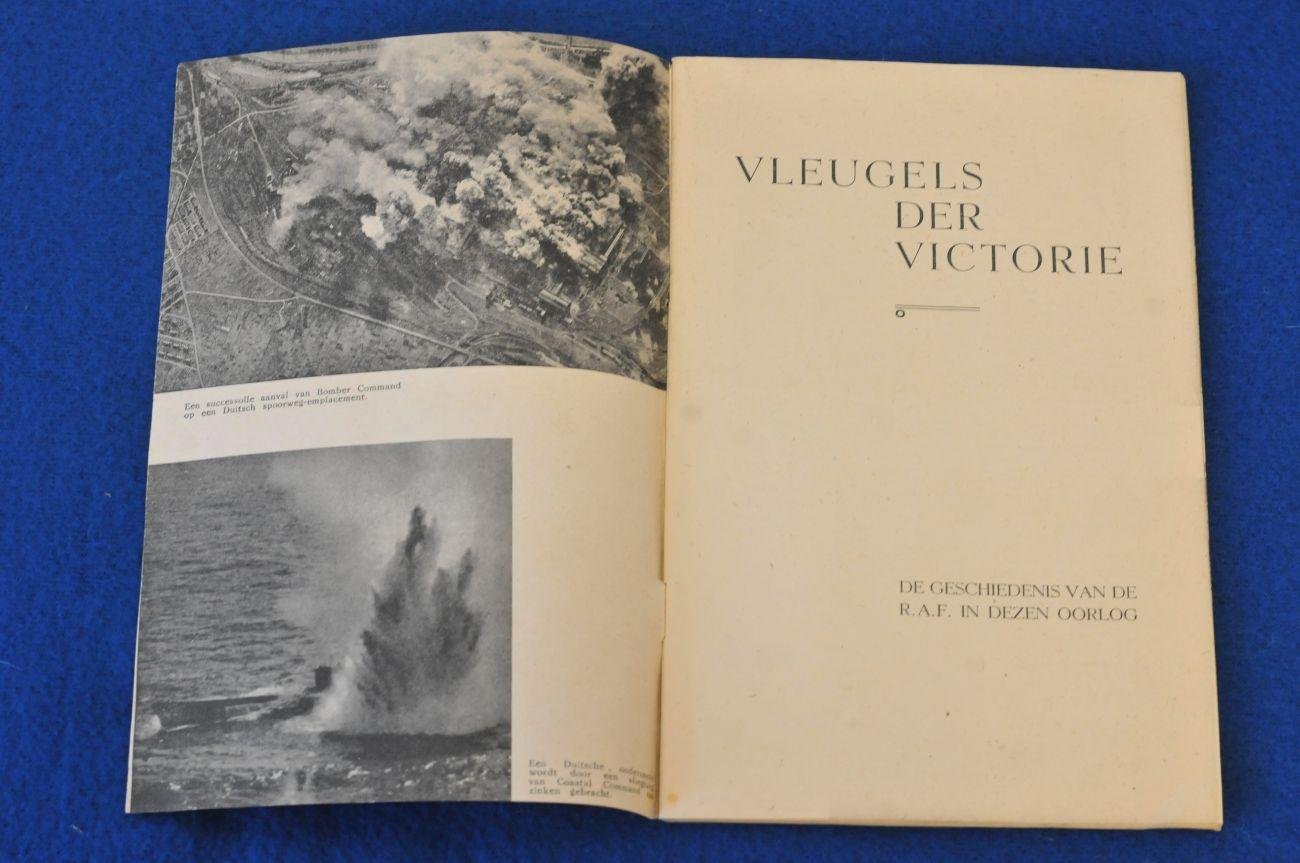 Een succesvolle aanval van Bomber Command
op een Duitsch spoorweg-emplacement.
Een Duitsche
wordt door een
van Coastal Command
zinken gebracht.
VLEUGELS
DER
VICTORIE
DE GESCHIEDENIS VAN DE
R.A.F. IN DEZEN OORLOG